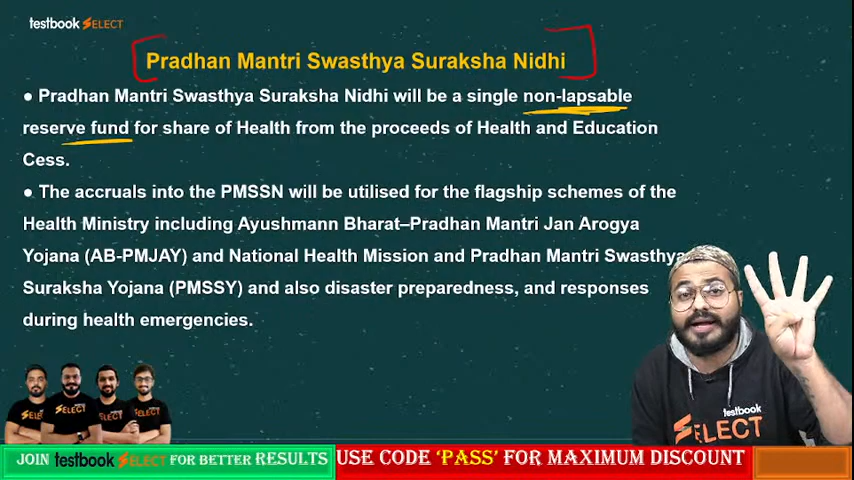 testbook SELECT
Pradhan Mantri Swasthya Suraksha Nidhi
● Pradhan Mantri Swasthya Suraksha Nidhi will be a single non-lapsable
reserve fund for share of Health from the proceeds of Health and Education
Cess.
● The accruals into the PMSSN will be utilised for the flagship schemes of the
Health Ministry including Ayushmann Bharat–Pradhan Mantri Jan Arogya
Yojana (AB-PMJAY) and National Health Mission and Pradhan Mantri Swasthya
Suraksha Yojana (PMSSY) and also disaster preparedness, and responses
during health emergencies.
testbook
SELECT
SELECT
JOIN testbook SELECT FOR BETTER RESULTS
USE CODE ‘PASS’ FOR MAXIMUM DISCOUNT